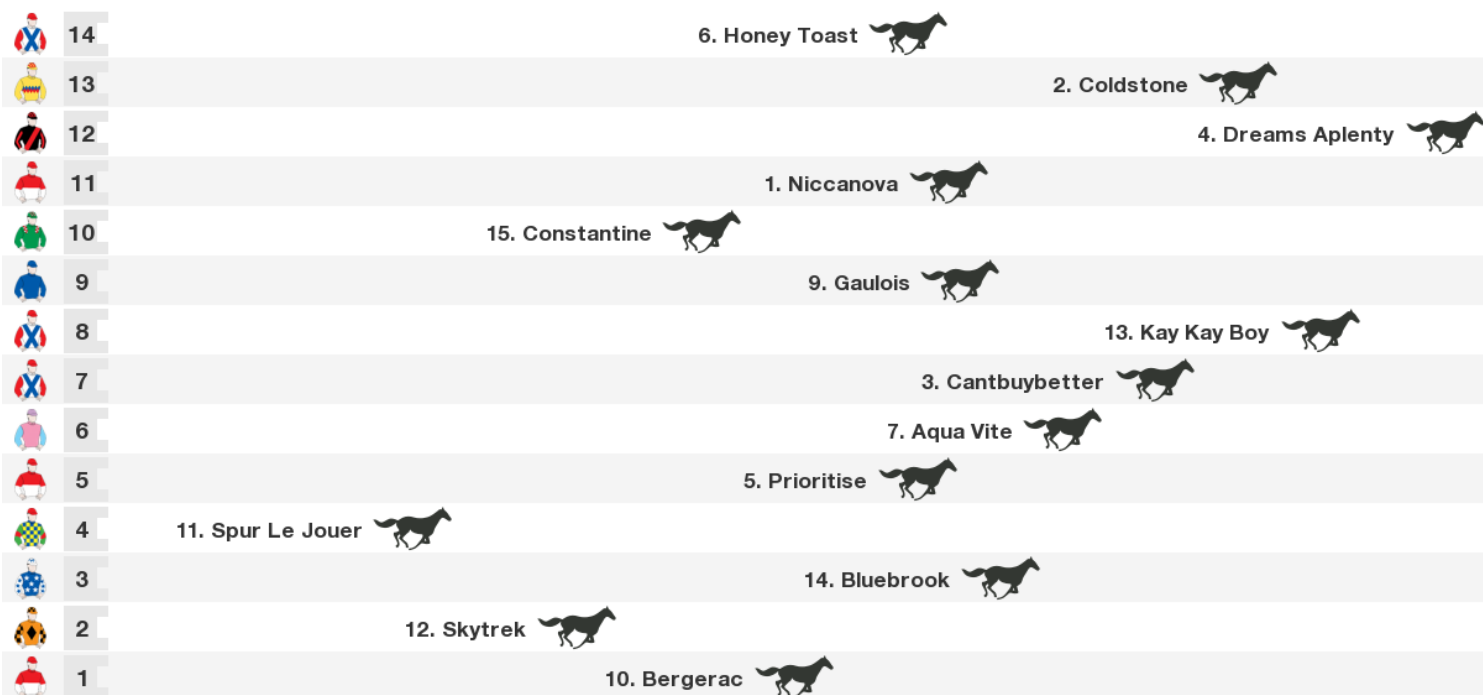 14 6. Honey Toast
13 2. Coldstone
12 4. Dreams Aplenty
11 1. Niccanova
10 15. Constantine
9 9. Gaulois
8 13. Kay Kay Boy
7 3. Cantbuybetter
6 7. Aqua Vite
5 5. Prioritise
4 11. Spur Le Jouer
3 14. Bluebrook
2 12. Skytrek
1 10. Bergerac